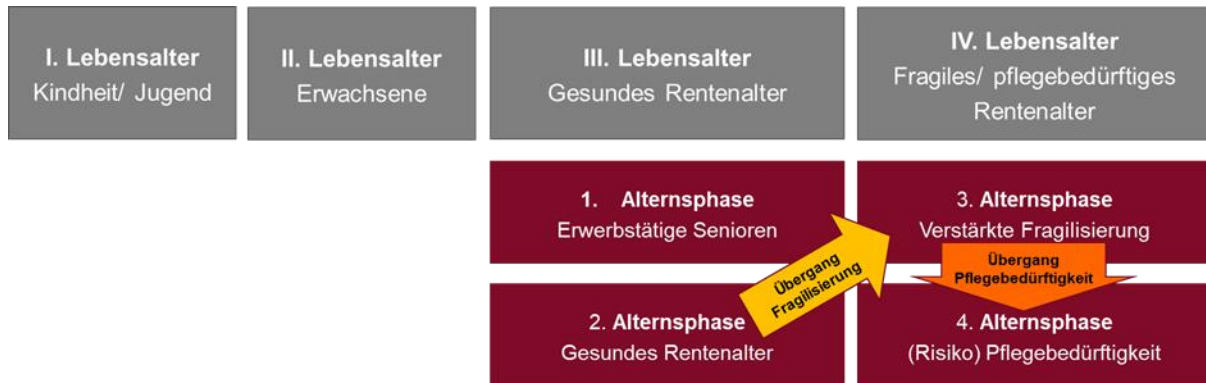 I. Lebensalter
Kindheit/ Jugend
II. Lebensalter
Erwachsene
III. Lebensalter
Gesundes Rentenalter
IV. Lebensalter
Fragiles/ pflegebedürftiges
Rentenalter
1. Alternsphase
Erwerbstätige Senioren
3. Alternsphase
Verstärkte Fragilisierung
Übergang
Fragilisierung
Übergang
Pflegebedürftigkeit
2. Alternsphase
Gesundes Rentenalter
4. Alternsphase
(Risiko) Pflegebedürftigkeit